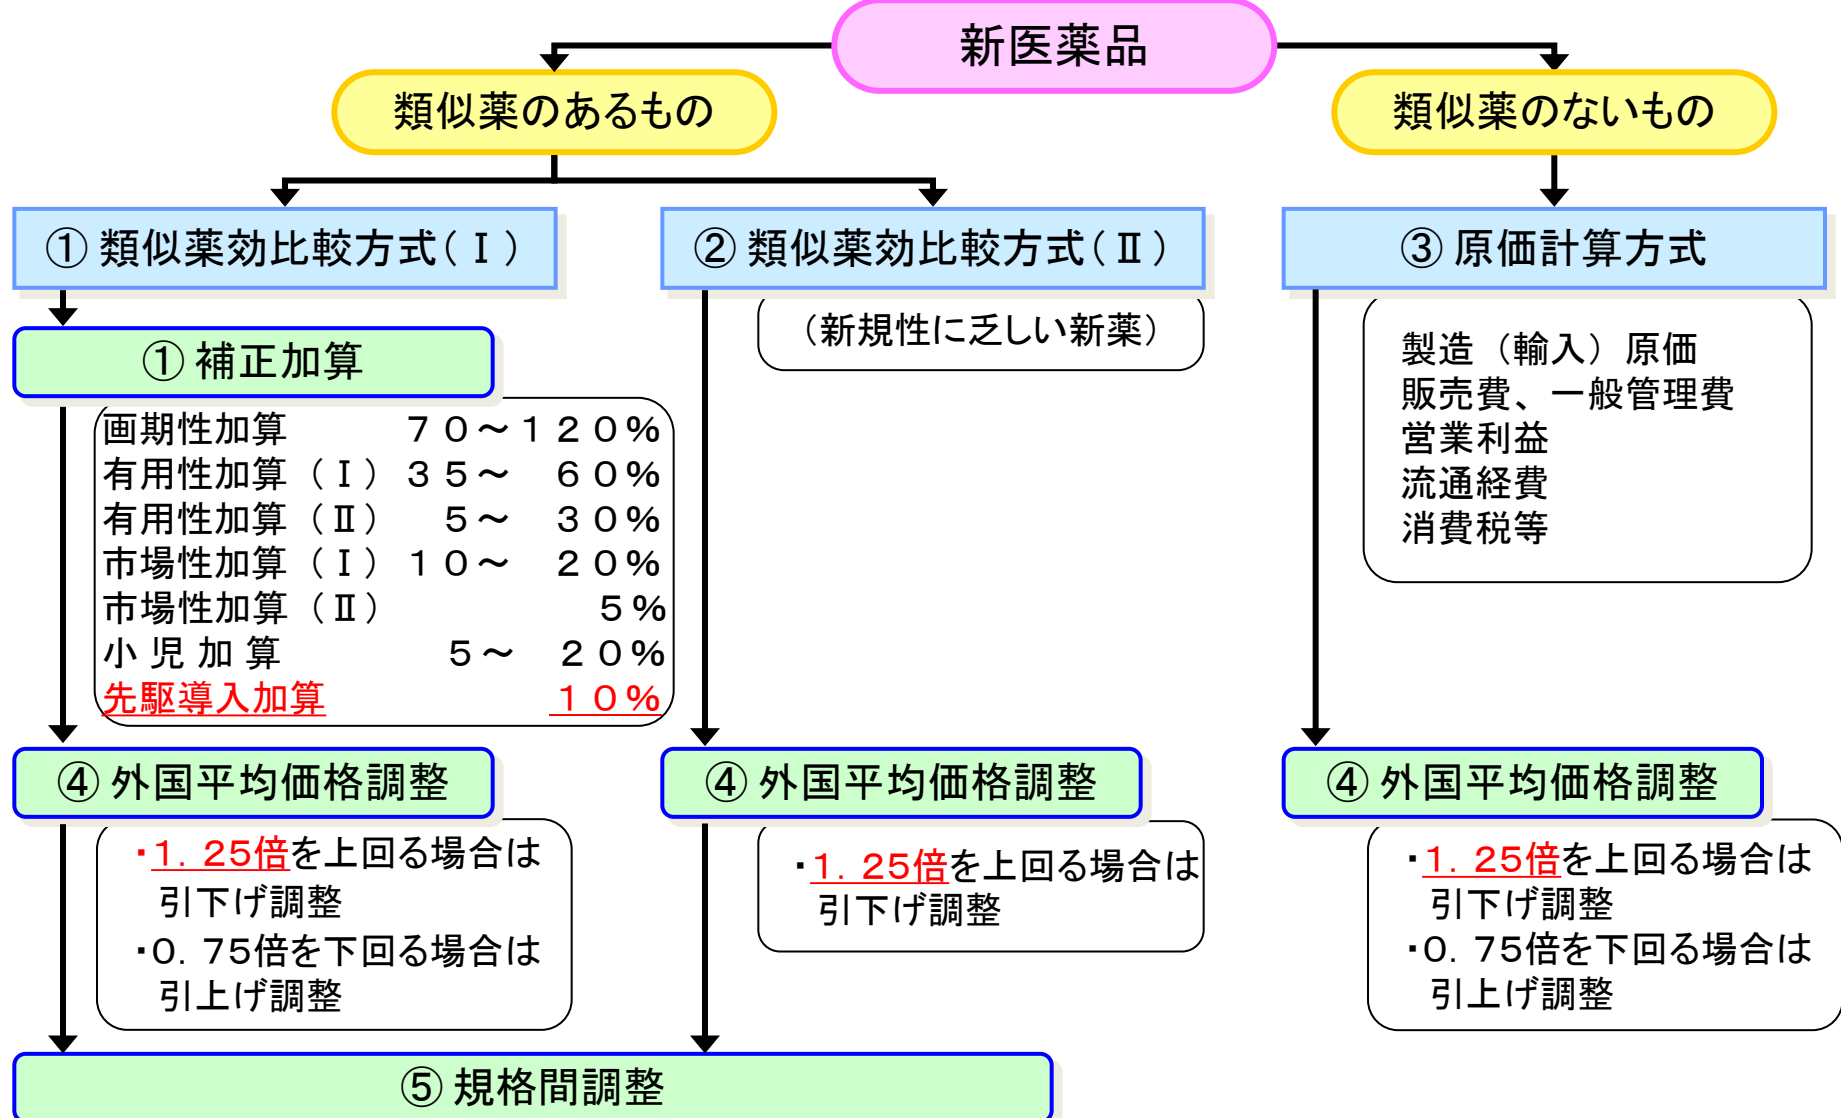 新医薬品
類似薬のあるもの
類似薬のないもの
① 類似薬効比較方式(Ⅰ)
② 類似薬効比較方式(Ⅱ)
③ 原価計算方式
① 補正加算
画期性加算 70~120%
有用性加算(Ⅰ) 35~ 60%
有用性加算(Ⅱ) 5~ 30%
市場性加算(Ⅰ) 10~ 20%
市場性加算(Ⅱ) 5%
小児加算 5~ 20%
先駆導入加算 10%
(新規性に乏しい新薬)
製造(輸入)原価
販売費、一般管理費
営業利益
流通経費
消費税等
④ 外国平均価格調整
・1.25倍を上回る場合は
引下げ調整
・0.75倍を下回る場合は
引上げ調整
④ 外国平均価格調整
・1.25倍を上回る場合は
引下げ調整
④ 外国平均価格調整
・1.25倍を上回る場合は
引下げ調整
・0.75倍を下回る場合は
引上げ調整
⑤ 規格間調整